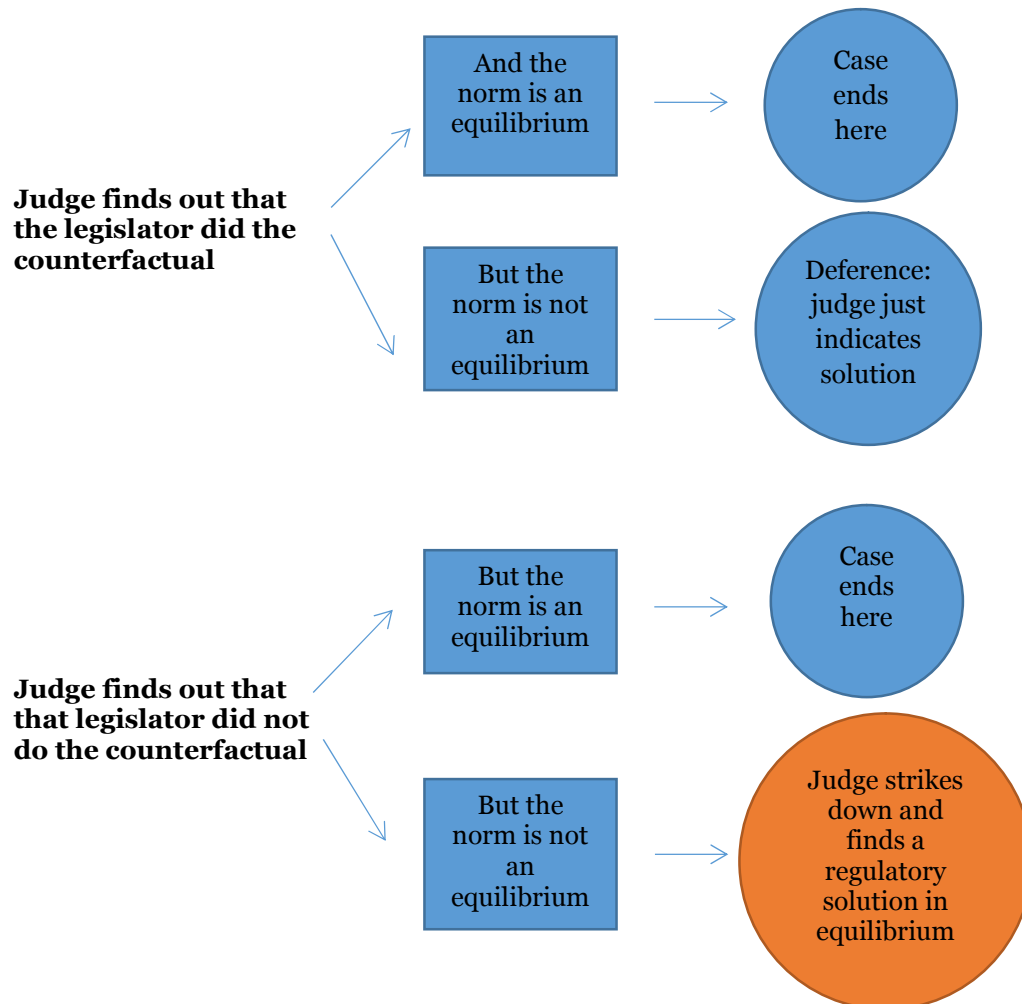 And the
norm is an
equilibrium
Case
ends
here
Judge finds out that
the legislator did the
counterfactual
But the
norm is not
an
equilibrium
Deference:
judge just
indicates
solution
But the
norm is an
equilibrium
Case
ends
here
Judge finds out that
that legislator did not
do the counterfactual
But the
norm is not
an
equilibrium
Judge strikes
down and
finds a
regulatory
solution in
equilibrium